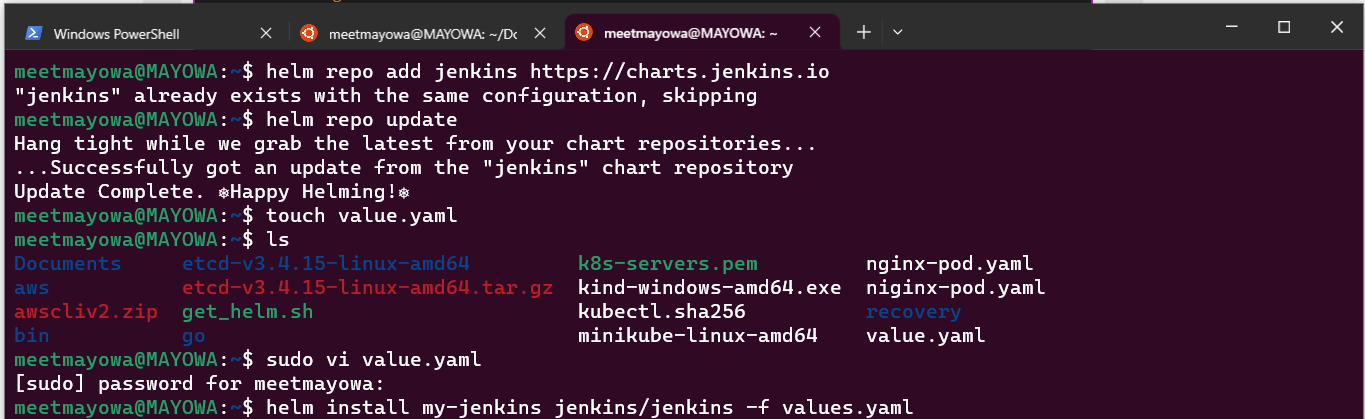 Windows PowerShell
meetmayowa@MAYOWA: ~/Do
meetmayowa@MAYOWA: ~
meetmayowa@MAYOWA:~$ helm repo add jenkins https://charts.jenkins.io
"jenkins" already exists with the same configuration, skipping
meetmayowa@MAYOWA:~$ helm repo update
Hang tight while we grab the latest from your chart repositories...
...Successfully got an update from the "jenkins" chart repository
Update Complete. ⎈Happy Helming!⎈
meetmayowa@MAYOWA:~$ touch value.yaml
meetmayowa@MAYOWA:~$ ls
Documents etcd-v3.4.15-linux-amd64 k8s-servers.pem nginx-pod.yaml
aws etcd-v3.4.15-linux-amd64.tar.gz kind-windows-amd64.exe niginx-pod.yaml
awscliv2.zip get_helm.sh kubectl.sha256 recovery
bin go minikube-linux-amd64 value.yaml
meetmayowa@MAYOWA:~$ sudo vi value.yaml
[sudo] password for meetmayowa:
meetmayowa@MAYOWA:~$ helm install my-jenkins jenkins/jenkins -f values.yaml